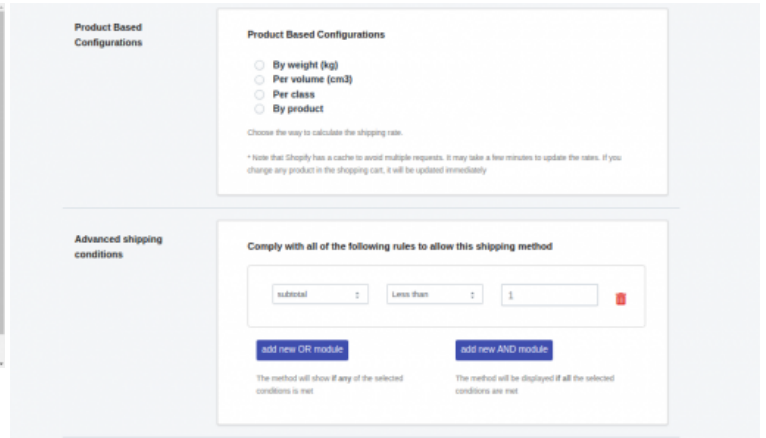 Product Based
Configurations
Product Based Configurations
By weight (kg)
Per volume (cm3)
Per class
By product
Choose the way to calculate the shipping rate.
* Note that Shopify has a cache to avoid multiple requests. It may take a few minutes to update the rates. If you
change any product in the shopping cart, it will be updated immediately
Advanced shipping
conditions
Comply with all of the following rules to allow this shipping method
subtotal
Less than
1
add new OR module
add new AND module
The method will show if any of the selected
conditions is met
The method will be displayed if all the selected
conditions are met